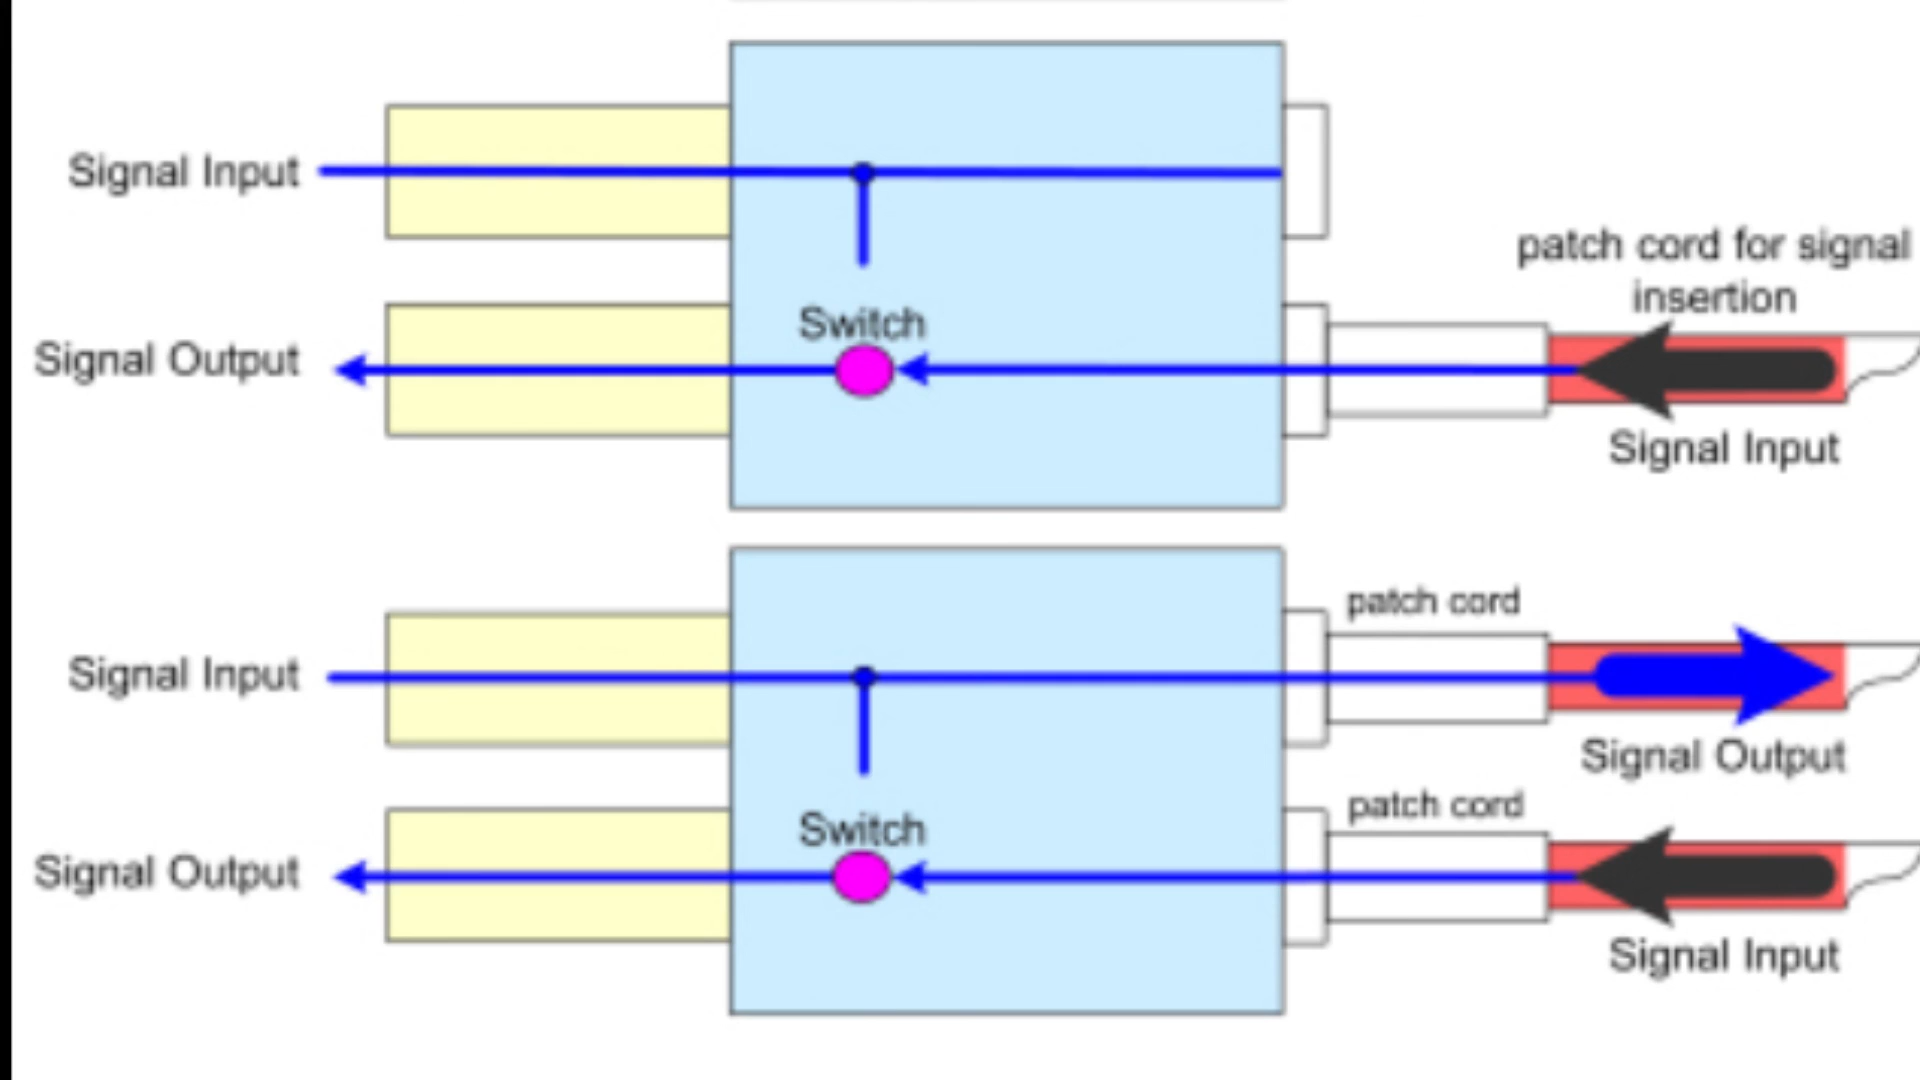 Signal Input
patch cord for signal
insertion
Switch
Signal Output
Signal Input
patch cord
Signal Input
Signal Output
patch cord
Switch
Signal Output
Signal Input